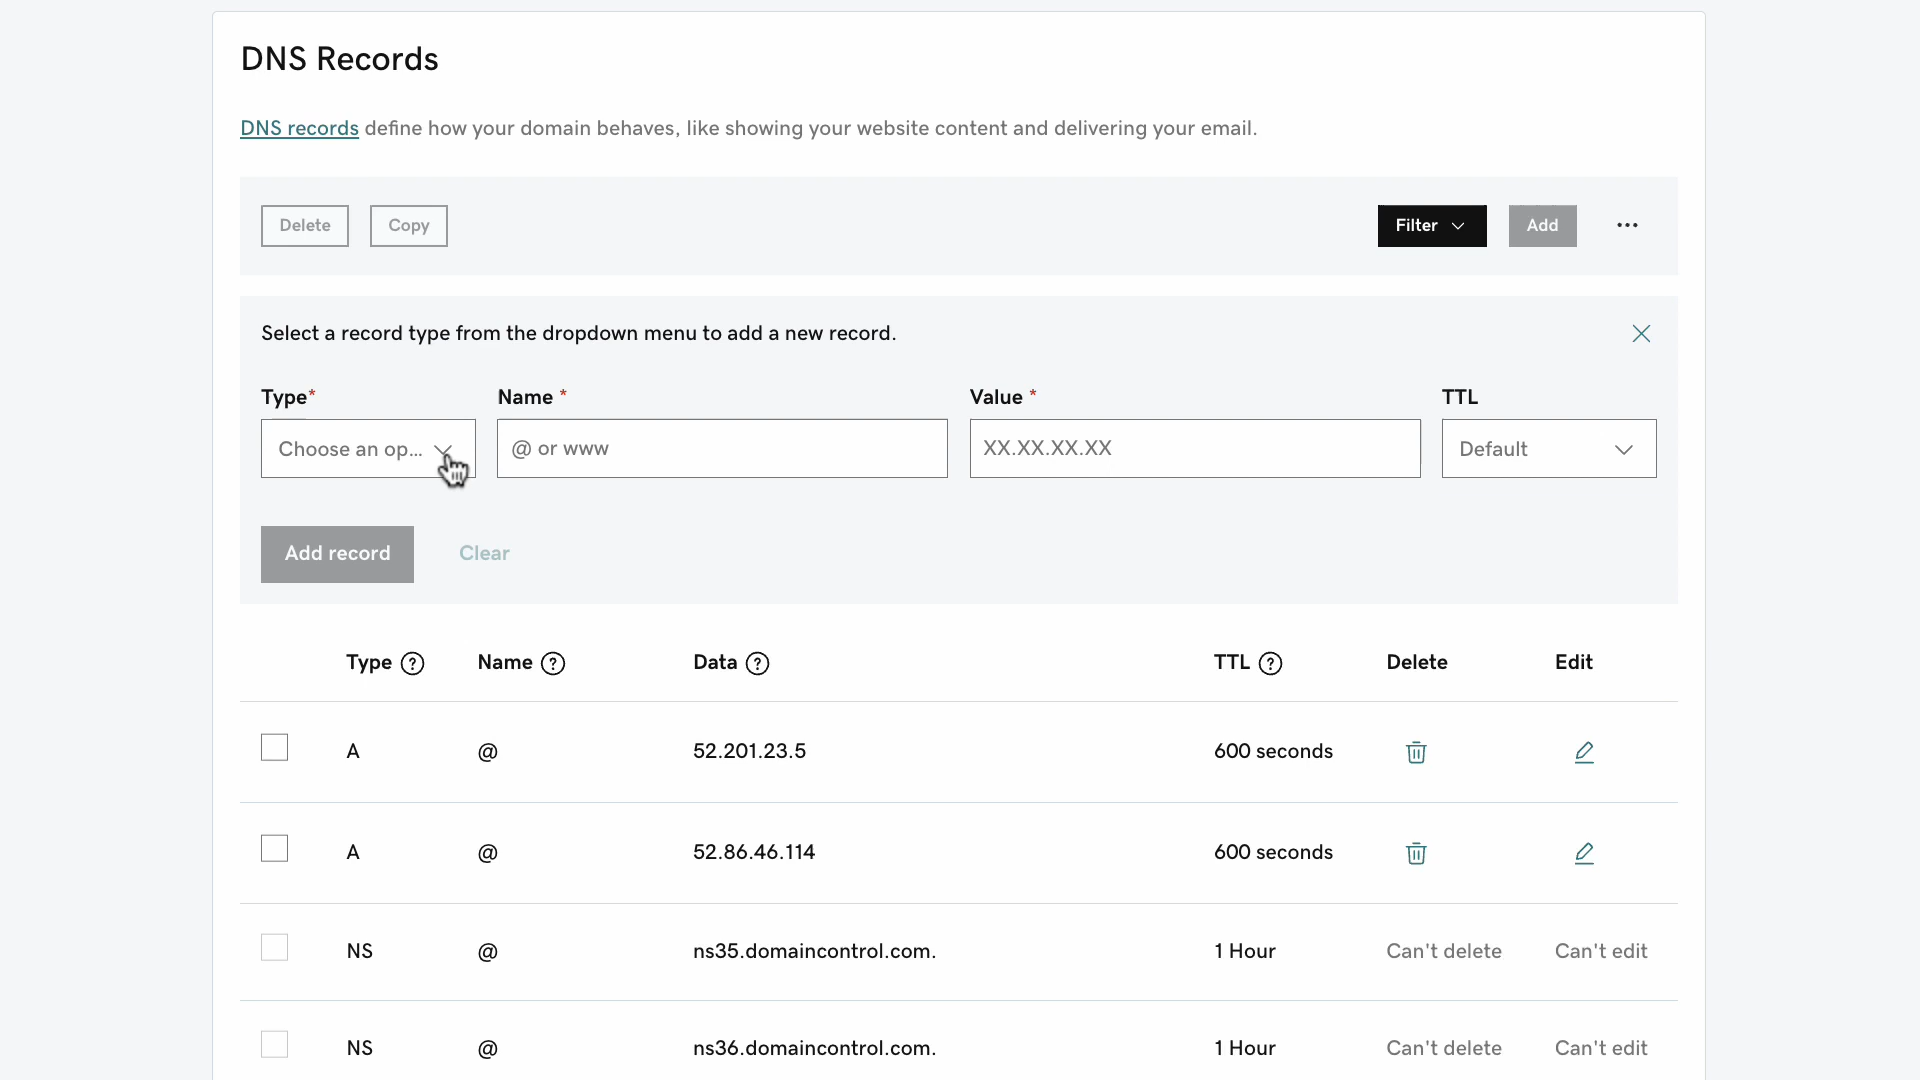 DNS Records
DNS records define how your domain behaves, like showing your website content and delivering your email.
Delete Copy Filter Add
Select a record type from the dropdown menu to add a new record.
Type* Name * Value * TTL
Choose an op... @ or www XX.XX.XX.XX Default
Add record Clear
Type ? Name ? Data ? TTL ? Delete Edit
A @ 52.201.23.5 600 seconds
A @ 52.86.46.114 600 seconds
NS @ ns35.domaincontrol.com. 1 Hour Can't delete Can't edit
NS @ ns36.domaincontrol.com. 1 Hour Can't delete Can't edit